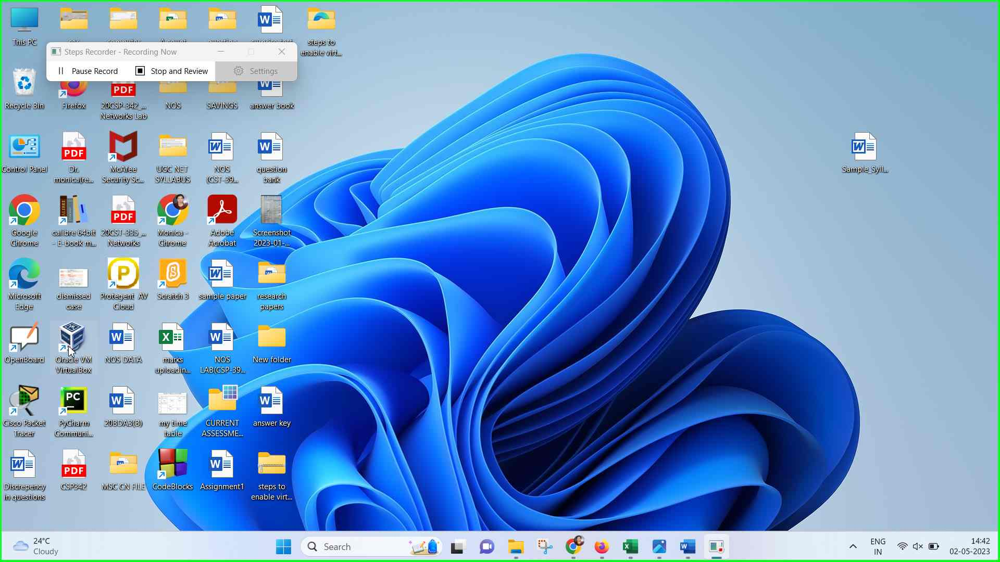 This PC
steps to
enable virt...
Steps Recorder - Recording Now
Pause Record
Stop and Review
Settings
Recycle Bin
Firefox
PDF
20CSP-342_...
Networks Lab
NOS
SAVINGS
answer book
Control Panel
PDF
Dr.
monica(re...
McAfee
Security Sc...
UGC NET
SYLLABUS
NOS
(CST-39...
question
bank
Sample_Syll...
Google
Chrome
calibre 64bit
- E-book m...
PDF
20CST-335_...
Networks
Monica -
Chrome
Adobe
Acrobat
Screenshot
2023-01-...
Microsoft
Edge
dismissed
case
Protegent AV
Cloud
Scratch 3
sample paper
research
papers
OpenBoard
Oracle VM
VirtualBox
NOS DATA
marks
uploadin...
NOS
LAB(CSP-39...
New folder
Cisco Packet
Tracer
PC
PyCharm
Communi...
20BDA3(B)
my time
table
CURRENT
ASSESSME...
answer key
Discrepency
in questions
PDF
CSP342
MSC CN FILE
CodeBlocks
Assignment1
steps to
enable virt...
24°C
Cloudy
Search
ENG
IN
14:42
02-05-2023